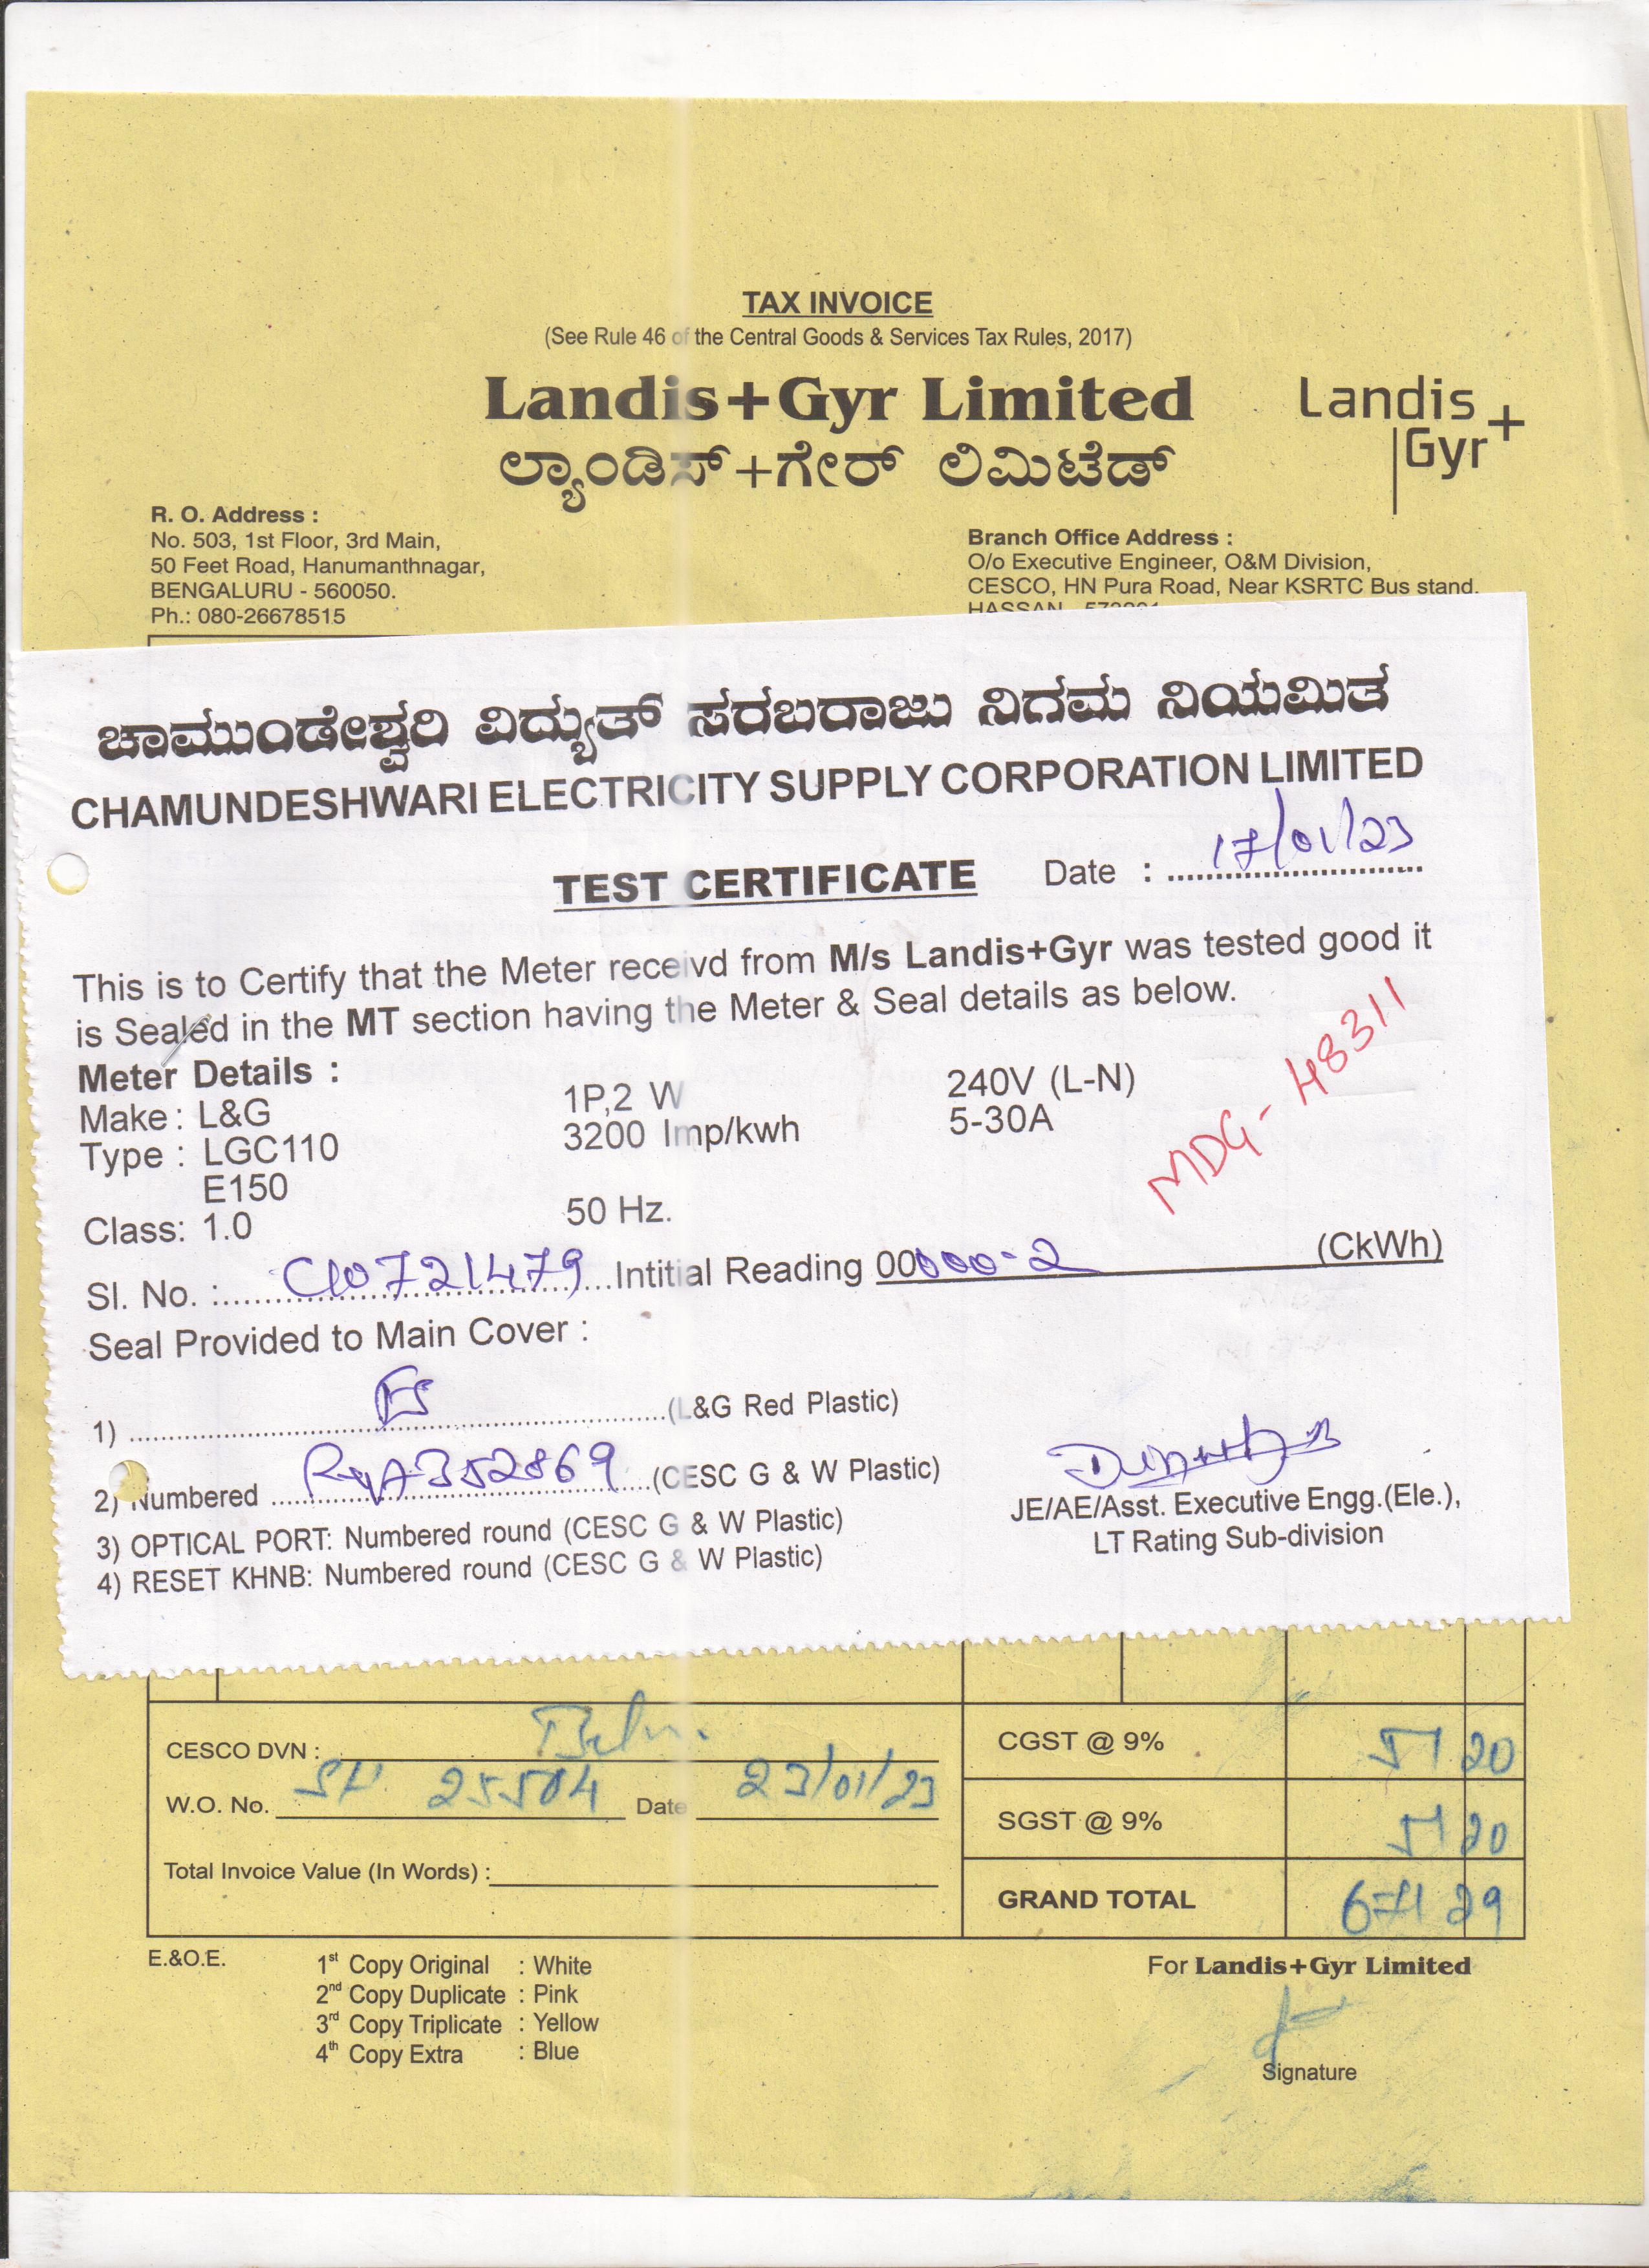 TAX INVOICE
(See Rule 46 of the Central Goods & Services Tax Rules, 2017)
Landis+Gyr Limited
ಲ್ಯಾಂಡಿಸ್+ಗೇರ್ ಲಿಮಿಟೆಡ್
Landis
Gyr+
R. O. Address :
No. 503, 1st Floor, 3rd Main,
50 Feet Road, Hanumanthnagar,
BENGALURU - 560050.
Ph.: 080-26678515
Branch Office Address :
O/o Executive Engineer, O&M Division,
CESCO, HN Pura Road, Near KSRTC Bus stand.
HASSAN -
ಚಾಮುಂಡೇಶ್ವರಿ ವಿದ್ಯುತ್ ಸರಬರಾಜು ನಿಗಮ ನಿಯಮಿತ
CHAMUNDESHWARI ELECTRICITY SUPPLY CORPORATION LIMITED
TEST CERTIFICATE Date : 17/01/23
This is to Certify that the Meter receivd from M/s Landis+Gyr was tested good it
is Sealed in the MT section having the Meter & Seal details as below.
Meter Details :
Make : L&G 1P,2 W 240V (L-N)
Type : LGC110 3200 Imp/kwh 5-30A
E150
Class: 1.0 50 Hz.
MDG - 48311
Sl. No. : C10721479 Intitial Reading 00000-2 (CkWh)
Seal Provided to Main Cover :
1) (L&G Red Plastic)
2) Numbered 352869 (CESC G & W Plastic)
3) OPTICAL PORT: Numbered round (CESC G & W Plastic)
4) RESET KHNB: Numbered round (CESC G & W Plastic)
JE/AE/Asst. Executive Engg.(Ele.),
LT Rating Sub-division
CESCO DVN :
W.O. No. 25504 Date 23/01/23
Total Invoice Value (In Words) :
CGST @ 9% 51 20
SGST @ 9% 51 20
GRAND TOTAL 671 29
E.&O.E.
1st Copy Original : White
2nd Copy Duplicate : Pink
3rd Copy Triplicate : Yellow
4th Copy Extra : Blue
For Landis+Gyr Limited
Signature